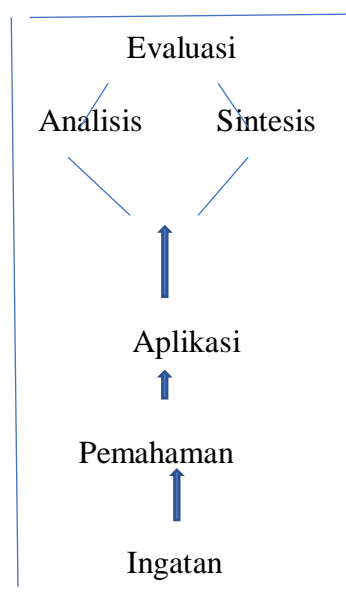 Evaluasi
Analisis Sintesis
Aplikasi
Pemahaman
Ingatan